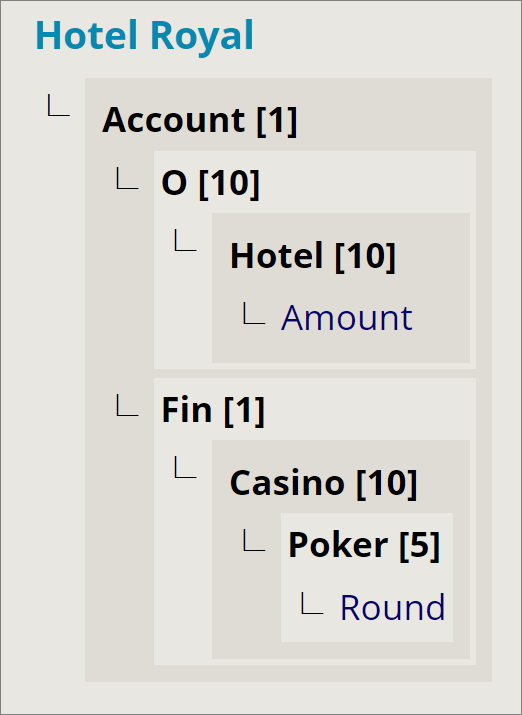 Hotel Royal
Account [1]
O [10]
Hotel [10]
Amount
Fin [1]
Casino [10]
Poker [5]
Round